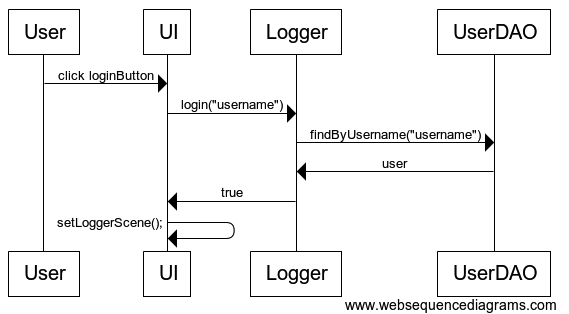 User UI Logger UserDAO
click loginButton
login("username")
findByUsername("username")
user
true
setLoggerScene();
User UI Logger UserDAO
www.websequencediagrams.com